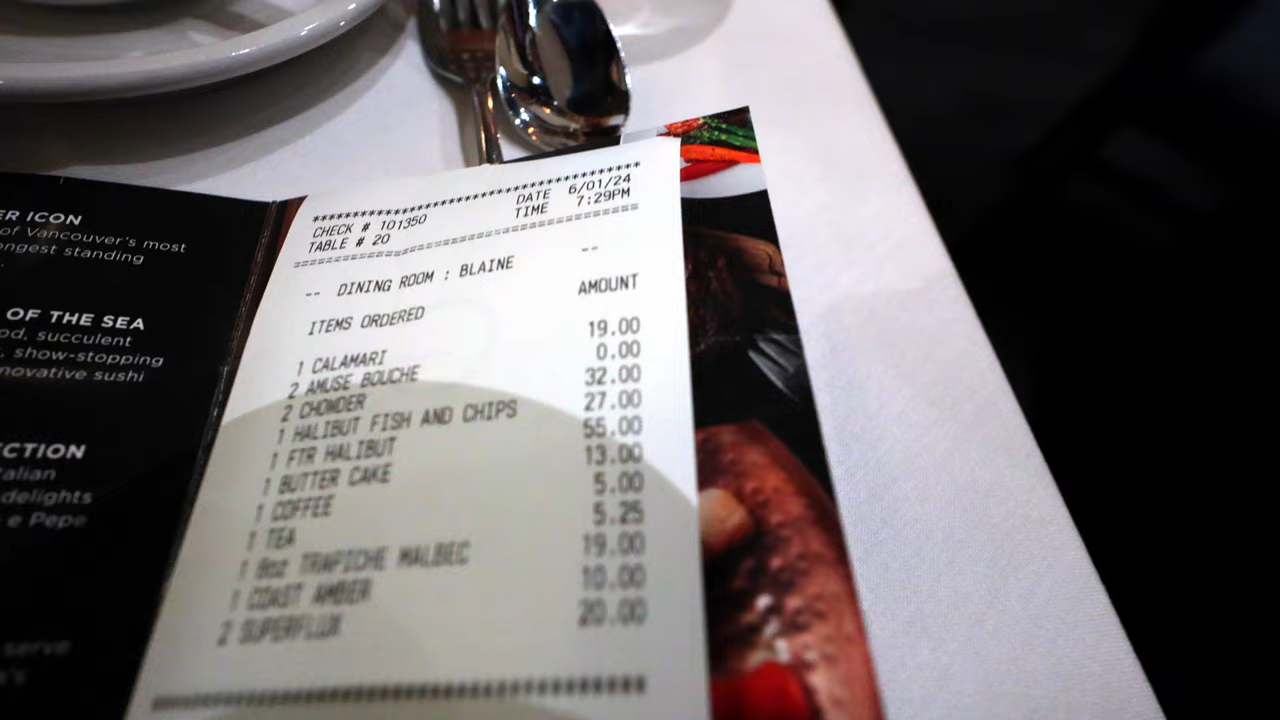 ER ICON
of Vancouver's most
ongest standing
OF THE SEA
od, succulent
, show-stopping
novative sushi
ECTION
talian
delights
e Pepe
serve
************************************
CHECK # 101350 DATE 6/01/24
TABLE # 20 TIME 7:29PM
====================================
-- DINING ROOM : BLAINE --
ITEMS ORDERED AMOUNT
1 CALAMARI 19.00
2 AMUSE BOUCHE 0.00
2 CHOWDER 32.00
1 HALIBUT FISH AND CHIPS 27.00
1 FTR HALIBUT 55.00
1 BUTTER CAKE 13.00
1 COFFEE 5.00
1 TEA 5.25
1 8oz TRAPICHE MALBEC 19.00
1 COAST AMBER 10.00
2 SUPERFLUX 20.00